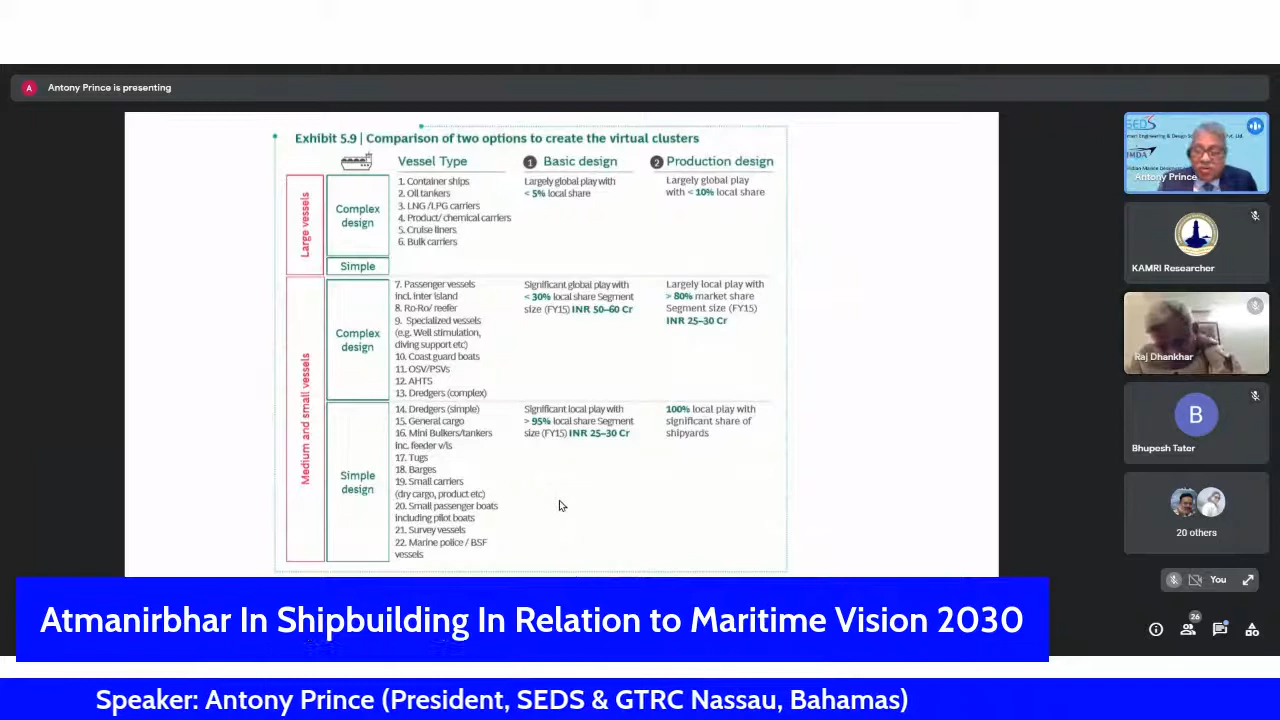 Antony Prince is presenting
A
Exhibit 5.9 | Comparison of two options to create the virtual clusters
Vessel Type
1 Basic design
2 Production design
Large vessels
Complex
design
1. Container ships
2. Oil tankers
3. LNG /LPG carriers
4. Product/ chemical carriers
5. Cruise liners
6. Bulk carriers
Largely global play with
< 5% local share
Largely global play
with < 10% local share
Simple
Medium and small vessels
Complex
design
7. Passenger vessels
incl. inter island
8. Ro-Ro/ reefer
9. Specialized vessels
(e.g. Well stimulation,
diving support etc)
10. Coast guard boats
11. OSV/PSVs
12. AHTS
13. Dredgers (complex)
Significant global play with
< 30% local share Segment
size (FY15) INR 50–60 Cr
Largely local play with
> 80% market share
Segment size (FY15)
INR 25–30 Cr
Simple
design
14. Dredgers (simple)
15. General cargo
16. Mini Bulkers/tankers
inc. feeder v/ls
17. Tugs
18. Barges
19. Small carriers
(dry cargo, product etc)
20. Small passenger boats
including pilot boats
21. Survey vessels
22. Marine police / BSF
vessels
Significant local play with
> 95% local share Segment
size (FY15) INR 25–30 Cr
100% local play with
significant share of
shipyards
Antony Prince
KAMRI Researcher
Raj Dhankhar
B
Bhupesh Tater
20 others
You
26
Atmanirbhar In Shipbuilding In Relation to Maritime Vision 2030
Speaker: Antony Prince (President, SEDS & GTRC Nassau, Bahamas)